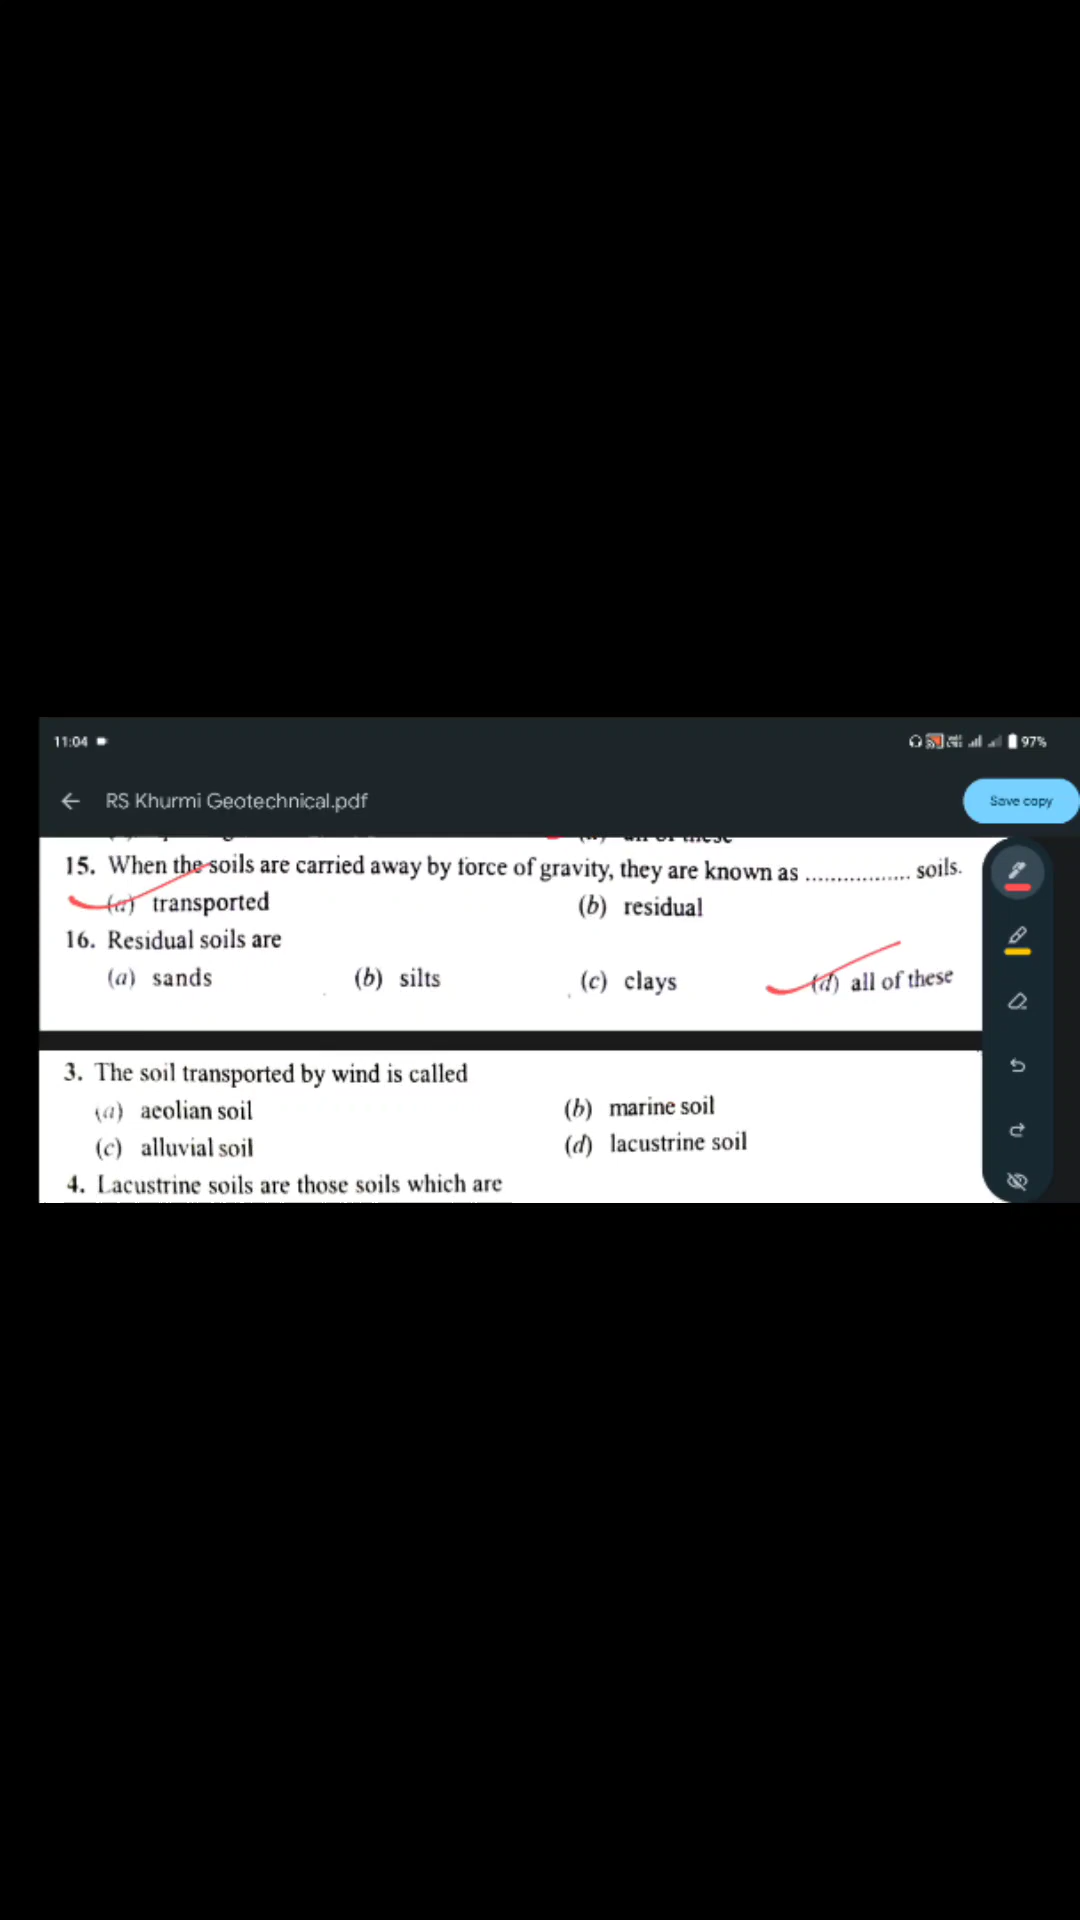 11:04 97%
RS Khurmi Geotechnical.pdf Save copy
all of these
15. When the soils are carried away by force of gravity, they are known as ................. soils.
(a) transported (b) residual
16. Residual soils are
(a) sands (b) silts (c) clays (d) all of these
3. The soil transported by wind is called
(a) aeolian soil (b) marine soil
(c) alluvial soil (d) lacustrine soil
4. Lacustrine soils are those soils which are